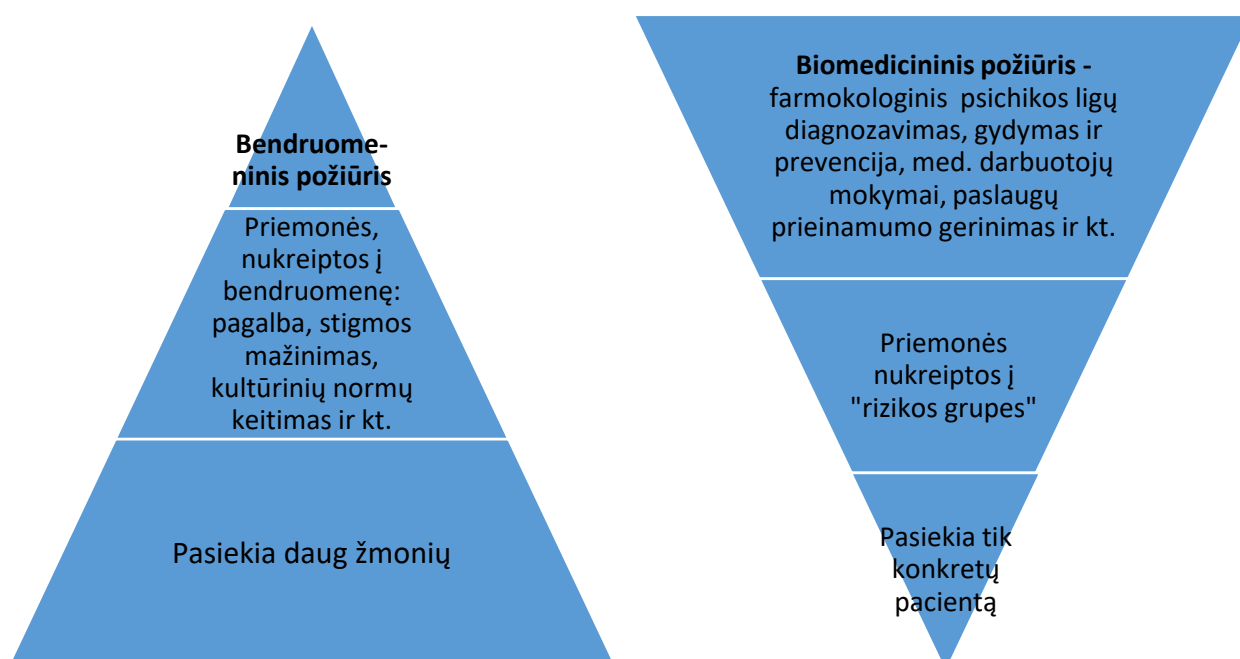 Bendruome-
ninis požiūris
Priemonės,
nukreiptos į
bendruomenę:
pagalba, stigmos
mažinimas,
kultūrinių normų
keitimas ir kt.
Pasiekia daug žmonių
Biomedicininis požiūris -
farmokologinis psichikos ligų
diagnozavimas, gydymas ir
prevencija, med. darbuotojų
mokymai, paslaugų
prieinamumo gerinimas ir kt.
Priemonės
nukreiptos į
"rizikos grupes"
Pasiekia tik
konkretų
pacientą